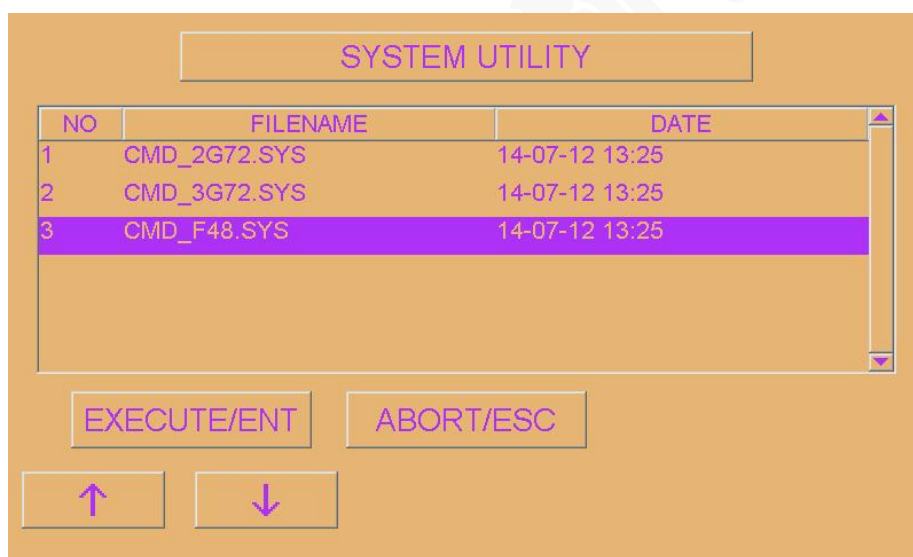 SYSTEM UTILITY
NO FILENAME DATE
1 CMD_2G72.SYS 14-07-12 13:25
2 CMD_3G72.SYS 14-07-12 13:25
3 CMD_F48.SYS 14-07-12 13:25
EXECUTE/ENT ABORT/ESC
↑ ↓